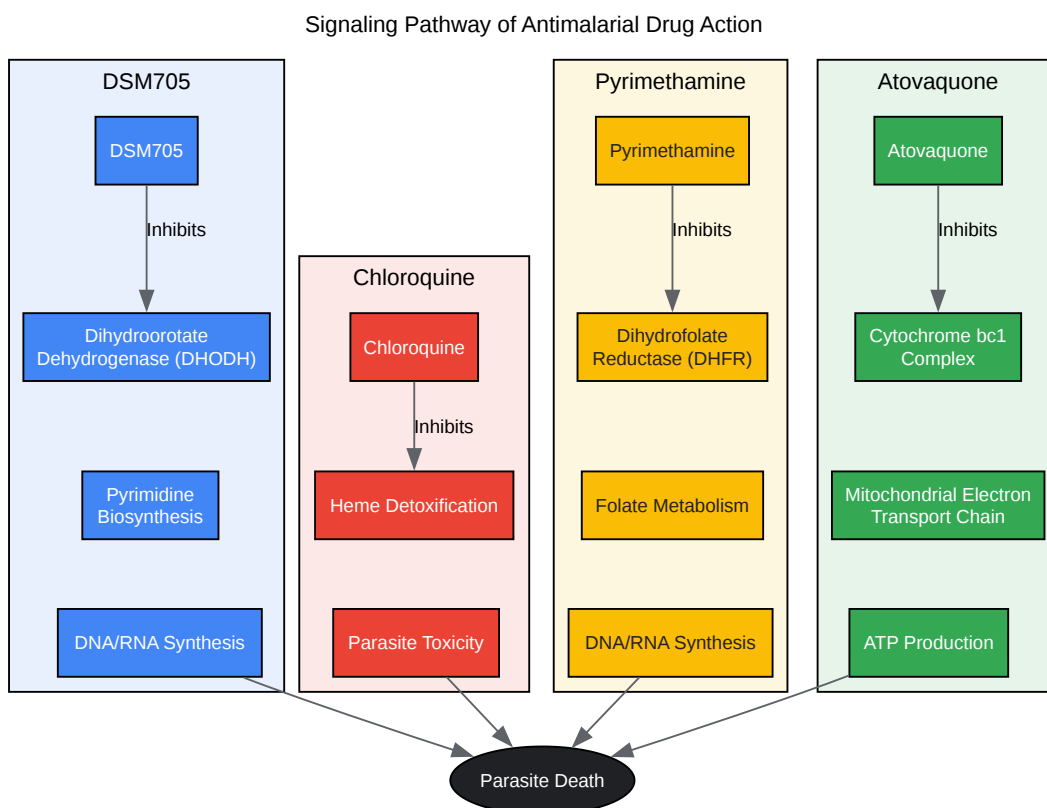 Signaling Pathway of Antimalarial Drug Action
DSM705
DSM705
Inhibits
Dihydroorotate
Dehydrogenase (DHODH)
Pyrimidine
Biosynthesis
DNA/RNA Synthesis
Chloroquine
Chloroquine
Inhibits
Heme Detoxification
Parasite Toxicity
Pyrimethamine
Pyrimethamine
Inhibits
Dihydrofolate
Reductase (DHFR)
Folate Metabolism
DNA/RNA Synthesis
Atovaquone
Atovaquone
Inhibits
Cytochrome bc1
Complex
Mitochondrial Electron
Transport Chain
ATP Production
Parasite Death